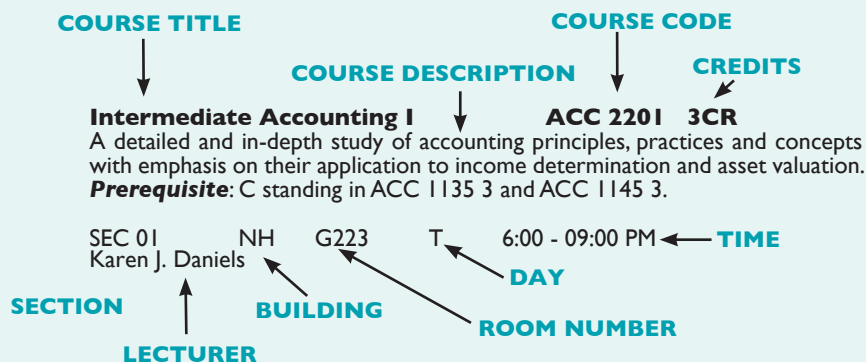 COURSE TITLE COURSE CODE
COURSE DESCRIPTION CREDITS
Intermediate Accounting I ACC 2201 3CR
A detailed and in-depth study of accounting principles, practices and concepts
with emphasis on their application to income determination and asset valuation.
Prerequisite: C standing in ACC 1135 3 and ACC 1145 3.
SEC 01 NH G223 T 6:00 - 09:00 PM TIME
Karen J. Daniels
DAY
SECTION BUILDING
ROOM NUMBER
LECTURER